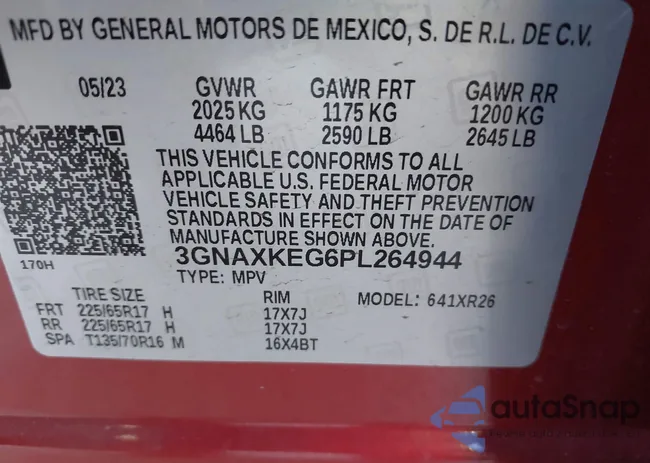 MFD BY GENERAL MOTORS DE MEXICO, S. DE R.L. DE C.V.
05/23 GVWR GAWR FRT GAWR RR
2025 KG 1175 KG 1200 KG
4464 LB 2590 LB 2645 LB
THIS VEHICLE CONFORMS TO ALL
APPLICABLE U.S. FEDERAL MOTOR
VEHICLE SAFETY AND THEFT PREVENTION
STANDARDS IN EFFECT ON THE DATE OF
MANUFACTURE SHOWN ABOVE.
170H
3GNAXKEG6PL264944
TYPE: MPV
TIRE SIZE RIM MODEL: 641XR26
FRT 225/65R17 H 17X7J
RR 225/65R17 H 17X7J
SPA T135/70R16 M 16X4BT
autoSnap